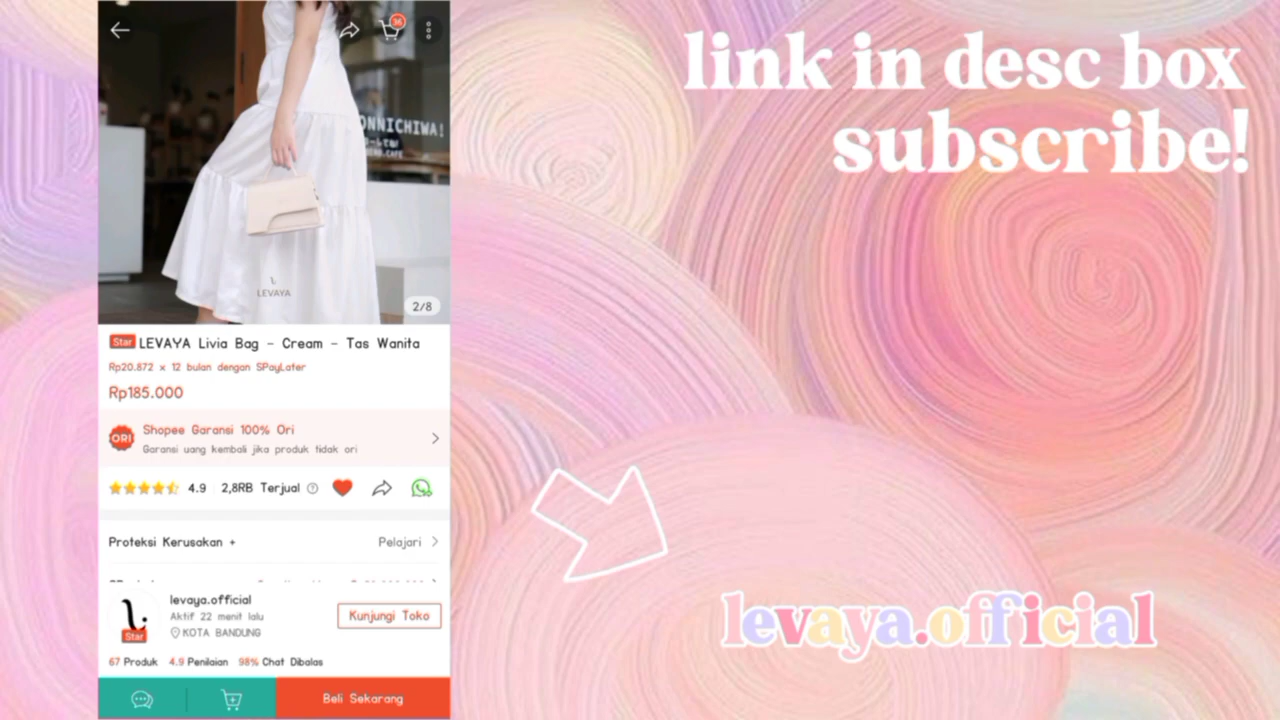 36
ONNICHIWA!
LEVAYA
2/8
Star LEVAYA Livia Bag - Cream - Tas Wanita
Rp20.872 x 12 bulan dengan SPayLater
Rp185.000
ORI
Shopee Garansi 100% Ori
Garansi uang kembali jika produk tidak ori
4.9 2,8RB Terjual
Proteksi Kerusakan +
Pelajari
levaya.official
Aktif 22 menit lalu
KOTA BANDUNG
Star
Kunjungi Toko
67 Produk 4.9 Penilaian 98% Chat Dibalas
Beli Sekarang
link in desc box
subscribe!
levaya.official